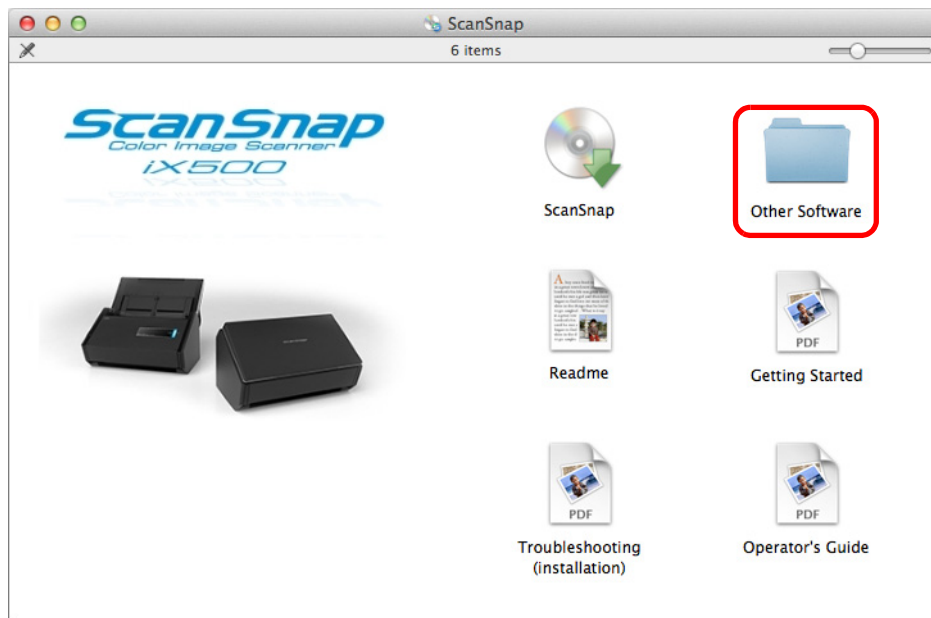 ScanSnap
6 items
ScanSnap
Color Image Scanner
iX500
ScanSnap
Other Software
Readme
PDF
Getting Started
PDF
Troubleshooting
(installation)
PDF
Operator's Guide